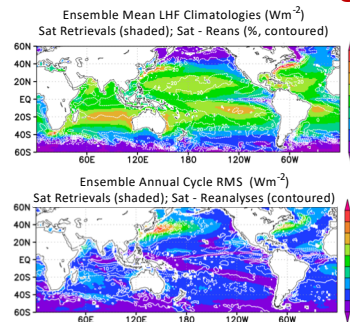 Ensemble Mean LHF Climatologies (Wm⁻²)
Sat Retrievals (shaded); Sat - Reans (%, contoured)
60N
40N
20N
EQ
20S
40S
60S
60E 120E 180 120W 60W
Ensemble Annual Cycle RMS (Wm⁻²)
Sat Retrievals (shaded); Sat - Reanalyses (contoured)
60N
40N
20N
EQ
20S
40S
60S
60E 120E 180 120W 60W